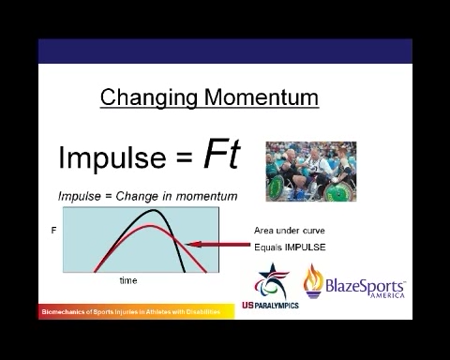 Changing Momentum
Impulse = Ft
Impulse = Change in momentum
F
Area under curve
Equals IMPULSE
time
US PARALYMPICS
BlazeSports
AMERICA
Biomechanics of Sports Injuries in Athletes with Disabilities